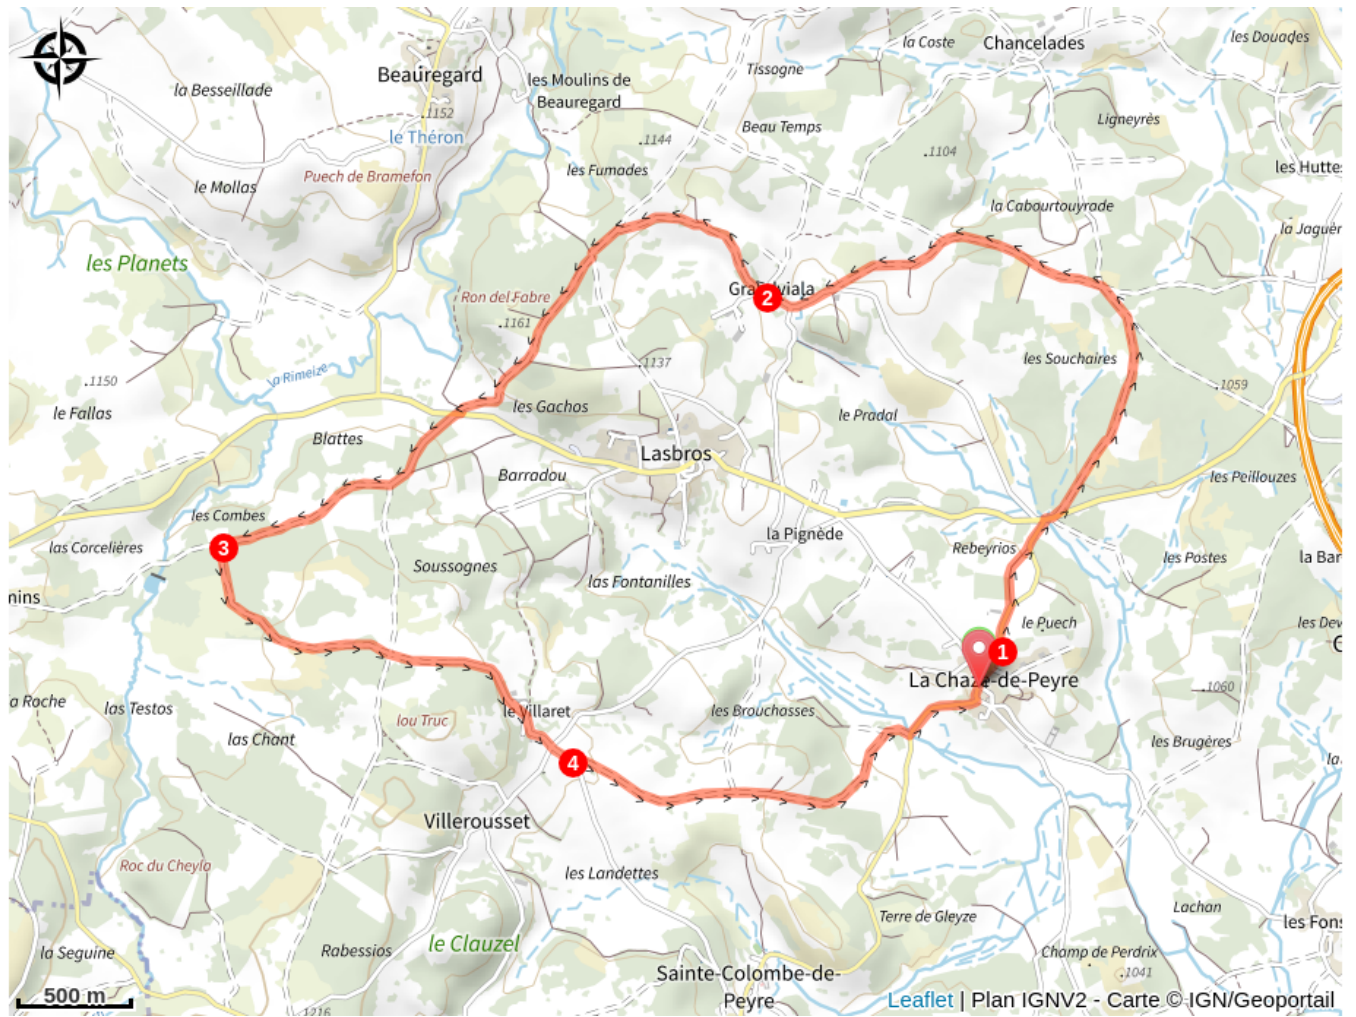 la Coste
Chancelades
les Douades
Beauregard
les Moulins de
Beauregard
Tissogne
la Besseillade
.1152
le Théron
Beau Temps
Ligneyrès
.1144
.1104
les Fumades
les Hutte
Puech de Bramefon
le Mollas
la Cabourtouyrade
la Jaguèr
les Planets
Ron del Fabre
2
.1161
.1137
les Souchaires
la Rimeize
.1150
.1059
le Fallas
les Gachos
le Pradal
Blattes
Lasbros
Barradou
les Peillouzes
les Combes
la Pignède
las Corcelières
3
Rebeyrios
les Postes
la Bar
Soussognes
las Fontanilles
mins
le Puech
les Dev
1
La Chaze-de-Peyre
.1060
a Roche
las Testos
lou Truc
le Villaret
les Brouchasses
las Chant
les Brugères
4
Villerousset
Roc du Cheyla
les Landettes
Terre de Gleyze
Lachan
les Fons
la Seguine
Rabessios
le Clauzel
Champ de Perdrix
.1041
Sainte-Colombe-de-
Peyre
500 m
1216
Leaflet | Plan IGNV2 - Carte © IGN/Geoportail